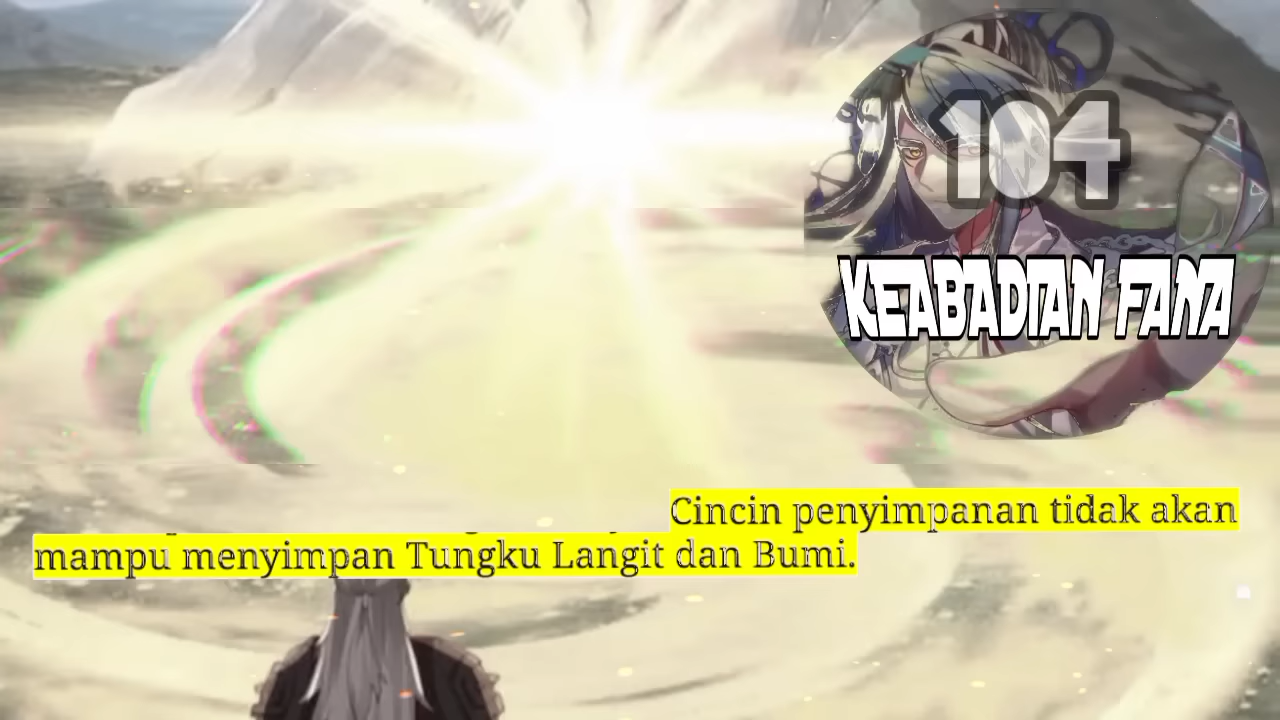 104
KEABADIAN FANA
Cincin penyimpanan tidak akan
mampu menyimpan Tungku Langit dan Bumi.